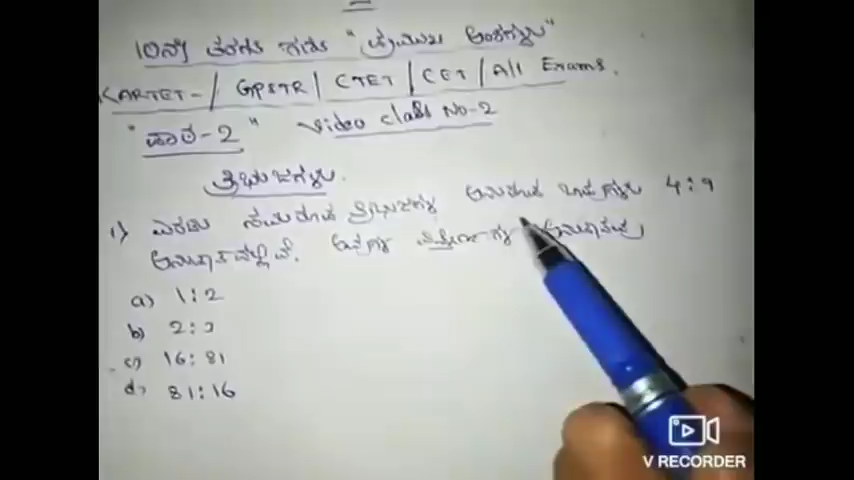 10ನೇ ತರಗತಿ ಗಣಿತ "ಪ್ರಮುಖ ಅಂಶಗಳು"
KARTET-/ GPSTR/ CTET/ CET/ All Exams.
"ಪಾಠ-2" Video class No-2
ತ್ರಿಭುಜಗಳು.
1) ಎರಡು ಸಮರೂಪ ತ್ರಿಭುಜಗಳ ಅನುರೂಪ ಬಾಹುಗಳು 4:9
ಅನುಪಾತದಲ್ಲಿವೆ. ಅವುಗಳ ವಿಸ್ತೀರ್ಣಗಳ ಅನುಪಾತವು
a) 1:2
b) 2:3
c) 16:81
d) 81:16
V RECORDER